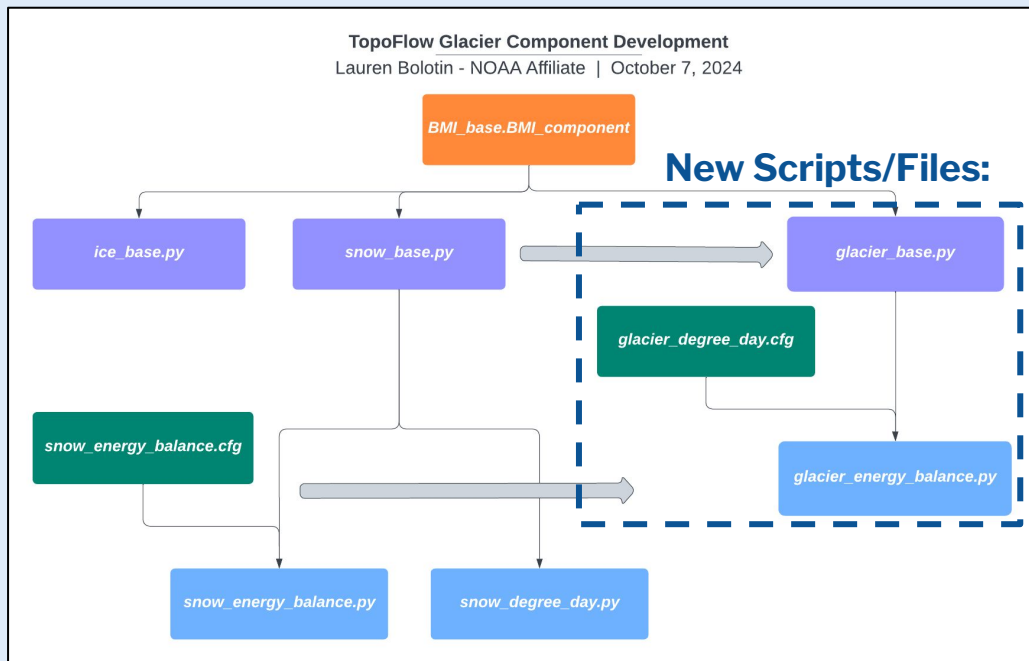 TopoFlow Glacier Component Development
Lauren Bolotin - NOAA Affiliate | October 7, 2024
BMI_base.BMI_component
New Scripts/Files:
ice_base.py
snow_base.py
glacier_base.py
glacier_degree_day.cfg
snow_energy_balance.cfg
glacier_energy_balance.py
snow_energy_balance.py
snow_degree_day.py